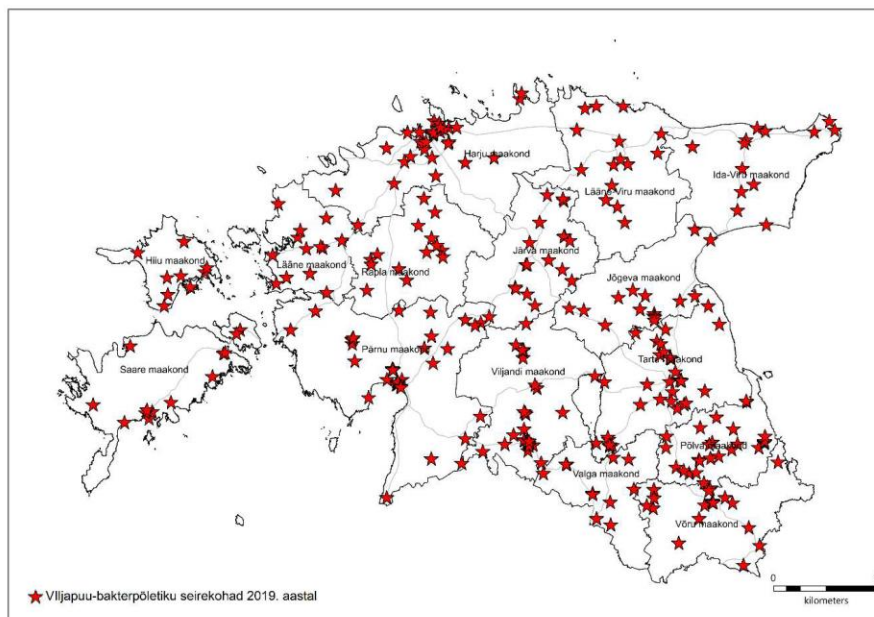 Harju maakond
Lääne-Viru maakond
Ida-Viru maakond
Hiiu maakond
Lääne maakond
Rapla maakond
Järva maakond
Jõgeva maakond
Saare maakond
Pärnu maakond
Viljandi maakond
Tartu maakond
Põlva maakond
Valga maakond
Võru maakond
VIljapuu-bakterpõletiku seirekohad 2019. aastal
0
kilometers